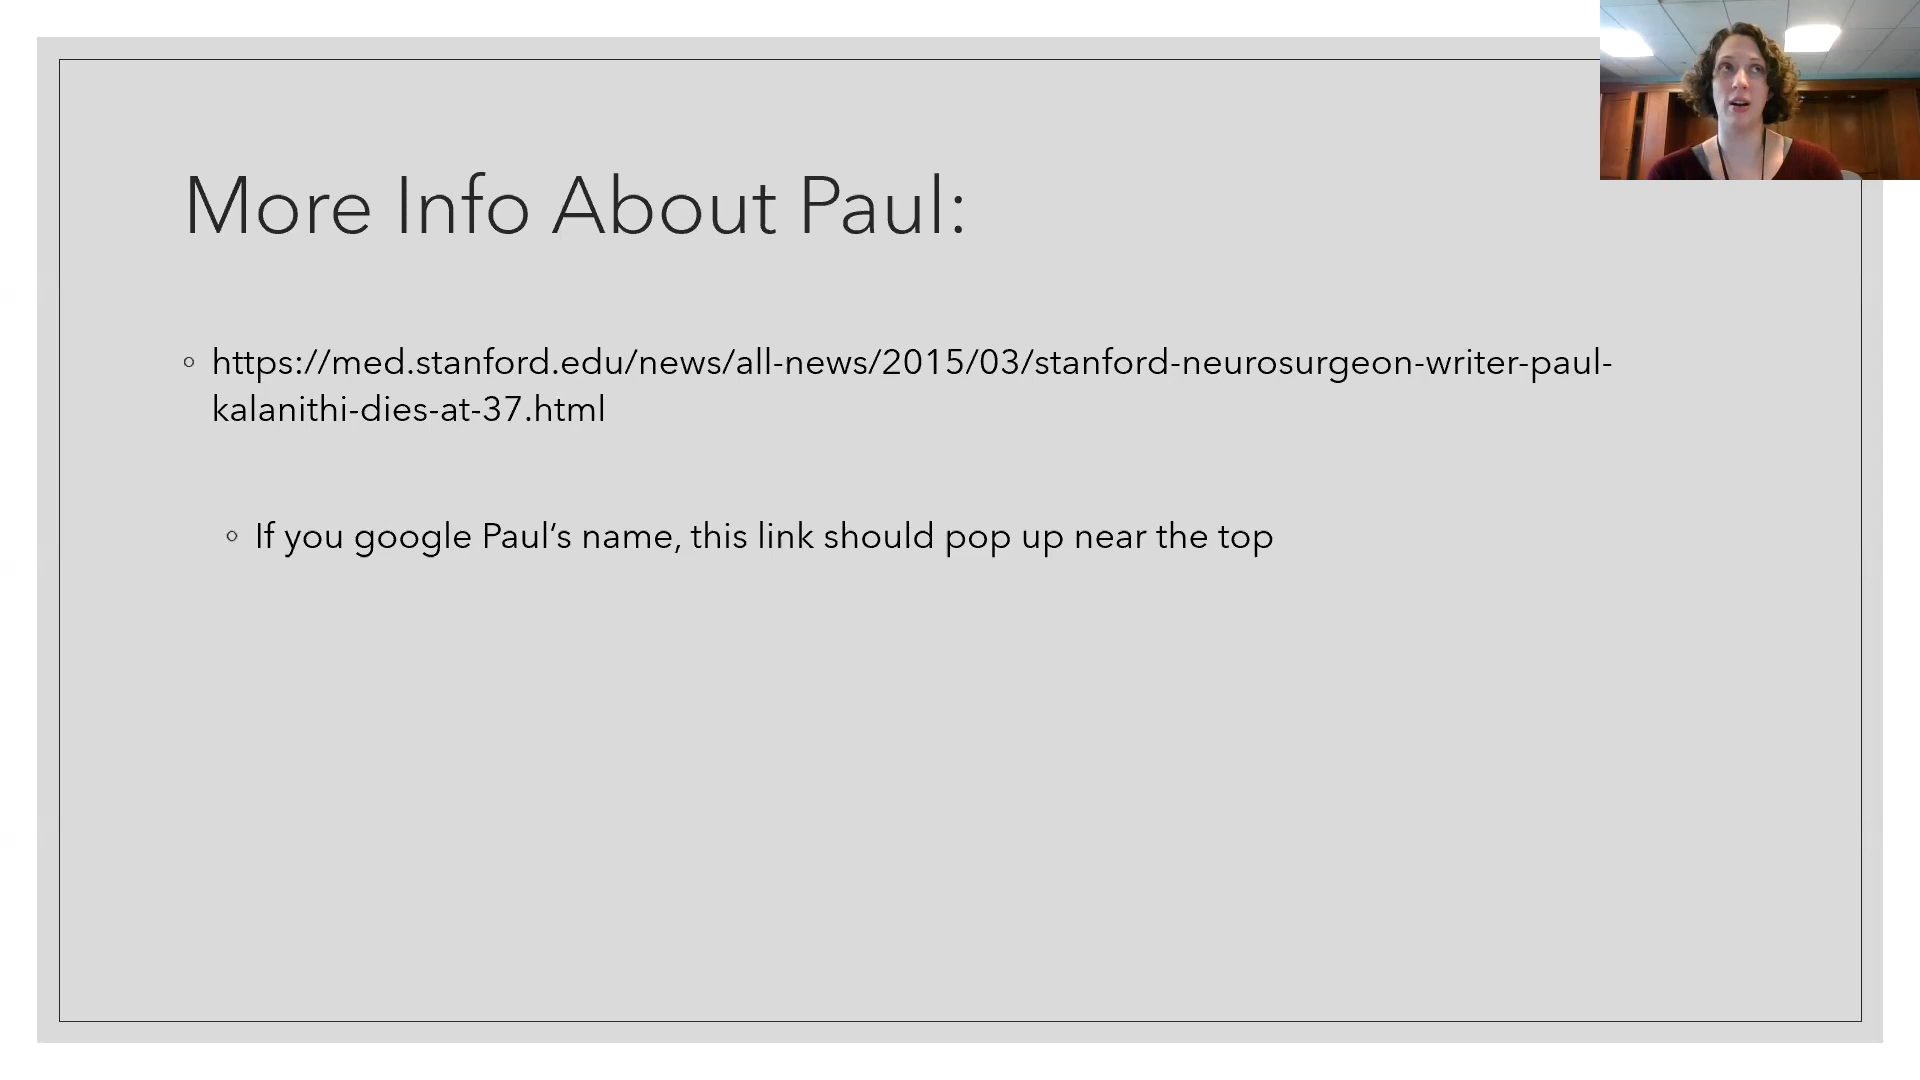 More Info About Paul:
◦ https://med.stanford.edu/news/all-news/2015/03/stanford-neurosurgeon-writer-paul-
kalanithi-dies-at-37.html
◦ If you google Paul’s name, this link should pop up near the top